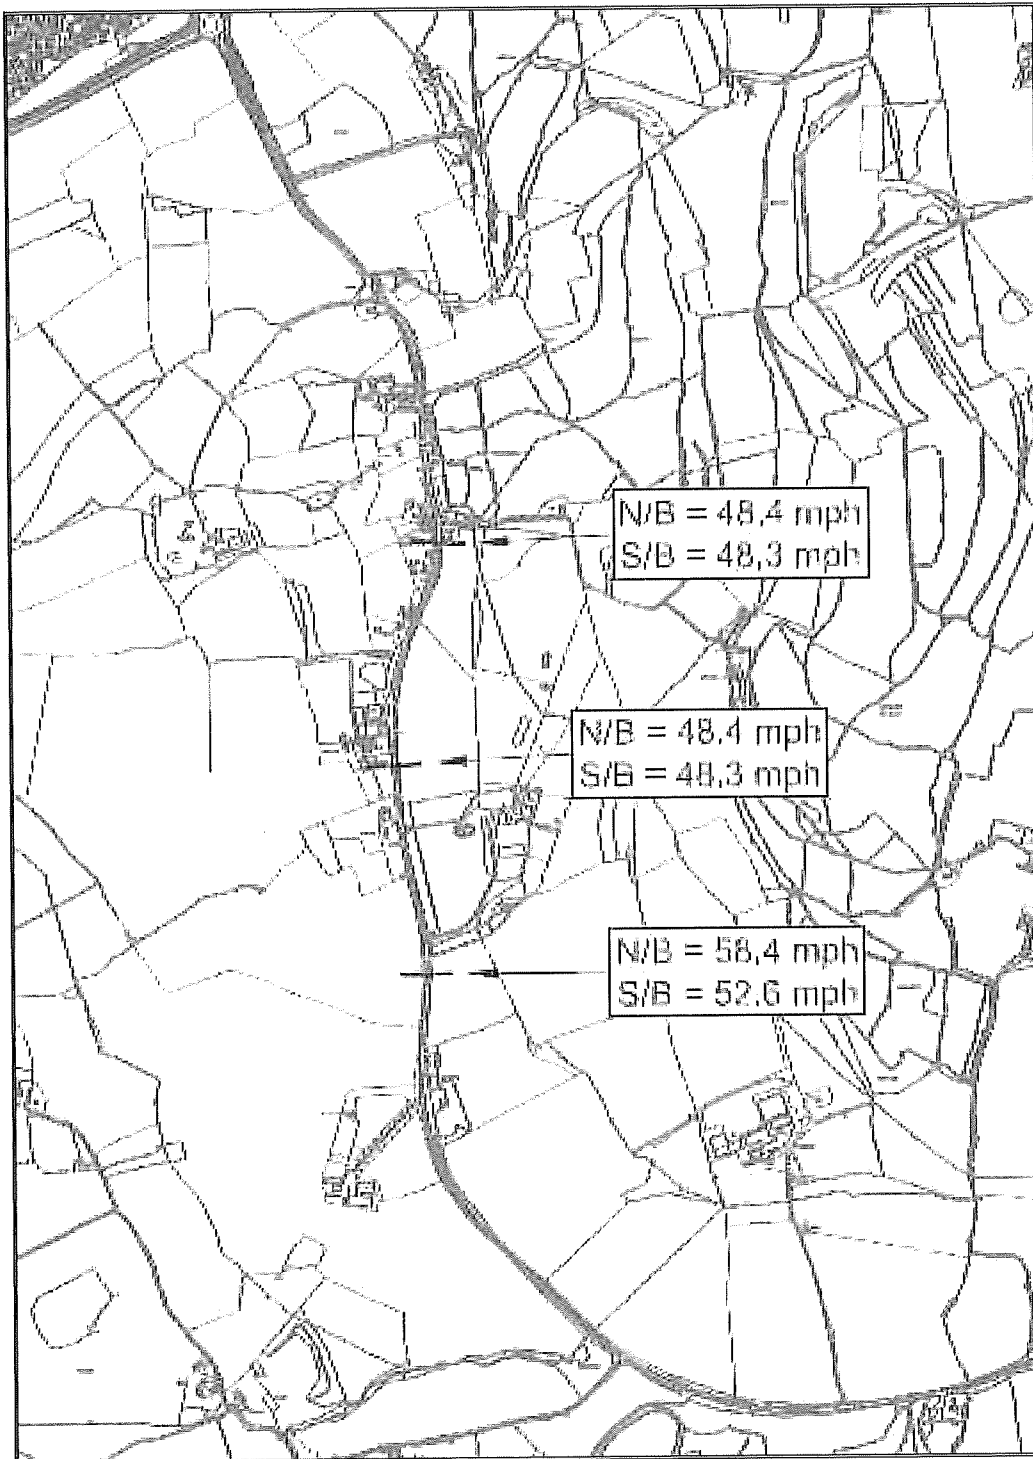 N/B = 48.4 mph
S/B = 48.3 mph
N/B = 48.4 mph
S/B = 48.3 mph
N/B = 58.4 mph
S/B = 52.6 mph